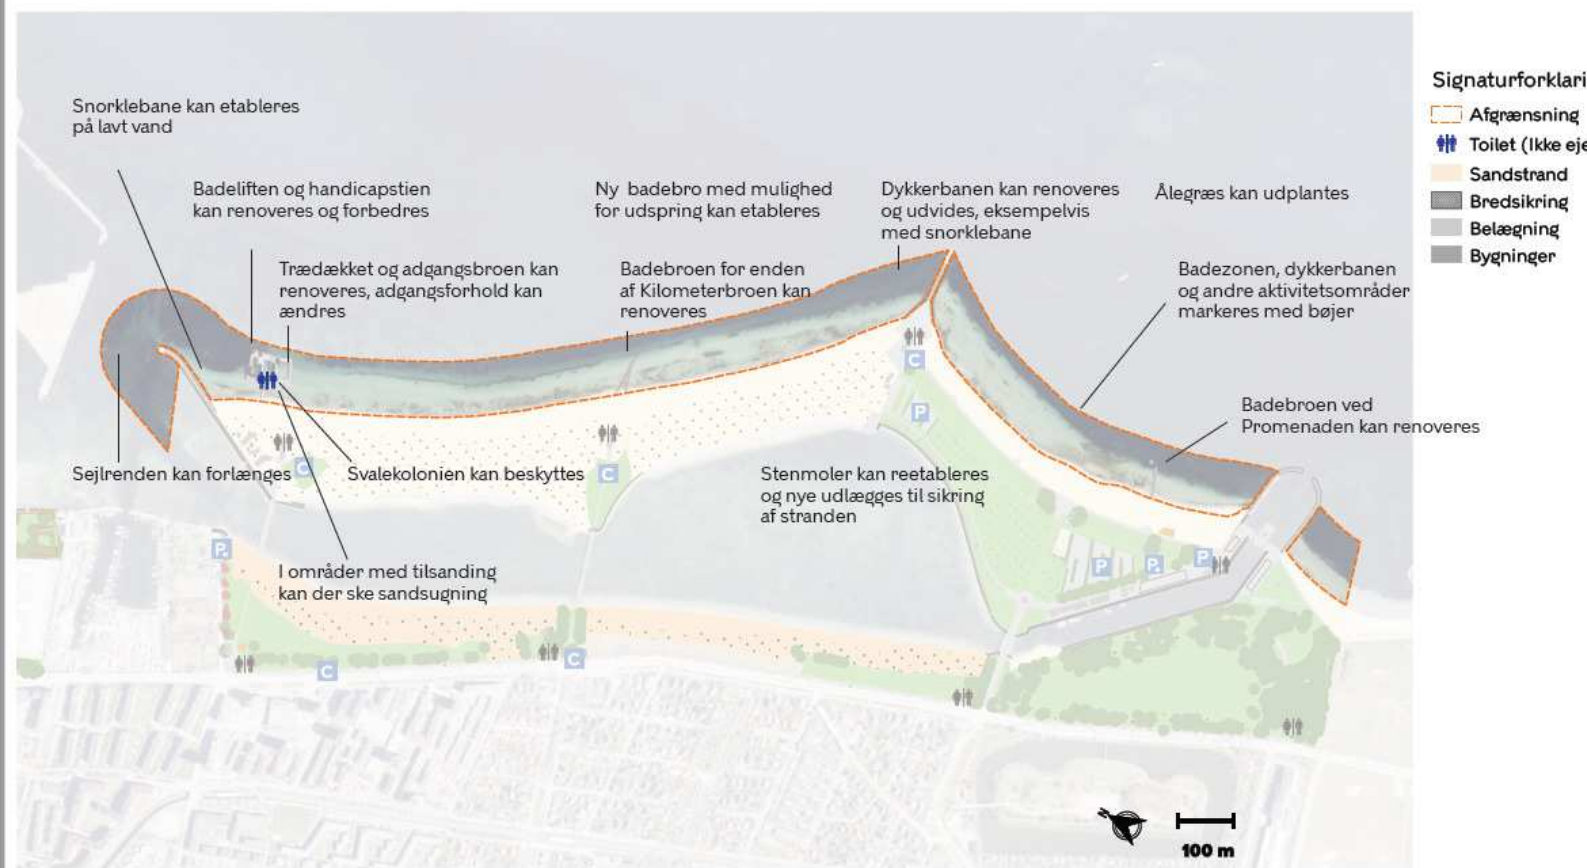 Snorklebane kan etableres
på lavt vand
Badeliften og handicapstien
kan renoveres og forbedres
Trædækket og adgangsbroen kan
renoveres, adgangsforhold kan
ændres
Ny badebro med mulighed
for udspring kan etableres
Badebroen for enden
af Kilometerbroen kan
renoveres
Dykkerbanen kan renoveres
og udvides, eksempelvis
med snorklebane
Ålegræs kan udplantes
Badezonen, dykkerbanen
og andre aktivitetsområder
markeres med bøjer
Badebroen ved
Promenaden kan renoveres
Sejlrenden kan forlænges
Svalekolonien kan beskyttes
Stenmoler kan reetableres
og nye udlægges til sikring
af stranden
I områder med tilsanding
kan der ske sandsugning
C
C
C
P
P
P
P
P
C
C
N
100 m
Signaturforklari
Afgrænsning
Toilet (Ikke eje
Sandstrand
Bredsikring
Belægning
Bygninger